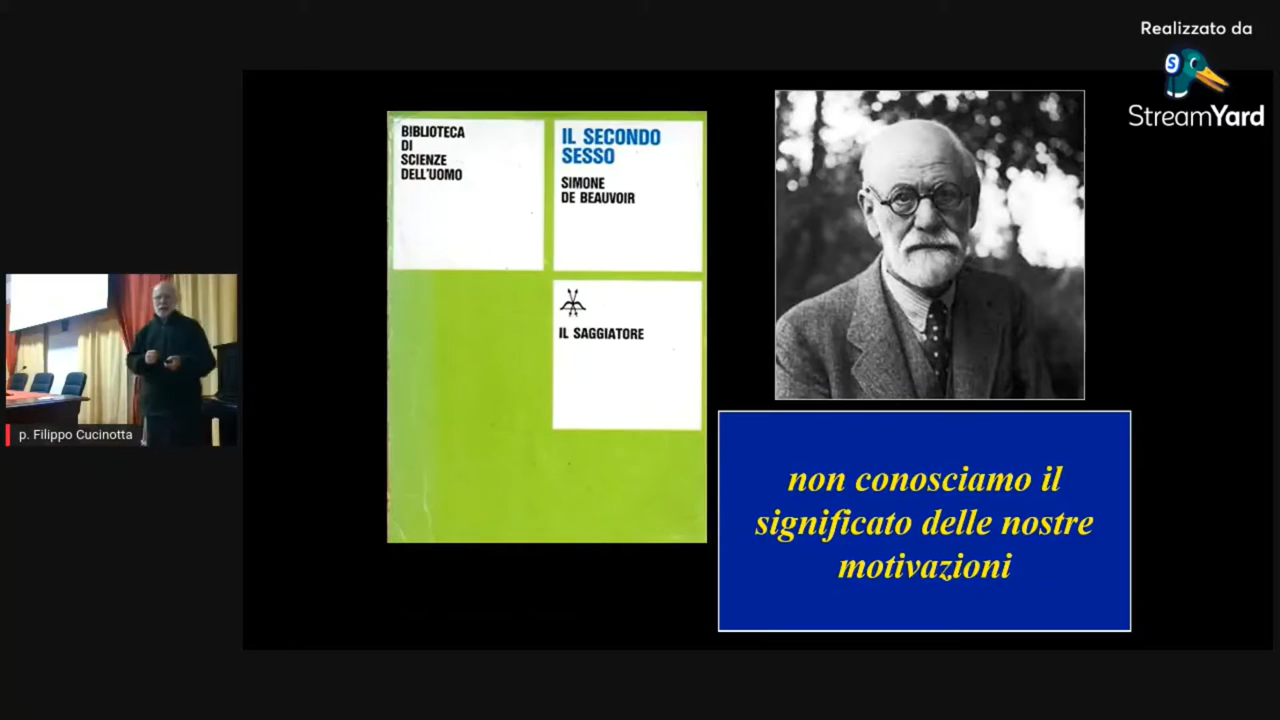 Realizzato da
StreamYard
BIBLIOTECA
DI
SCIENZE
DELL'UOMO
IL SECONDO
SESSO
SIMONE
DE BEAUVOIR
IL SAGGIATORE
p. Filippo Cucinotta
non conosciamo il
significato delle nostre
motivazioni